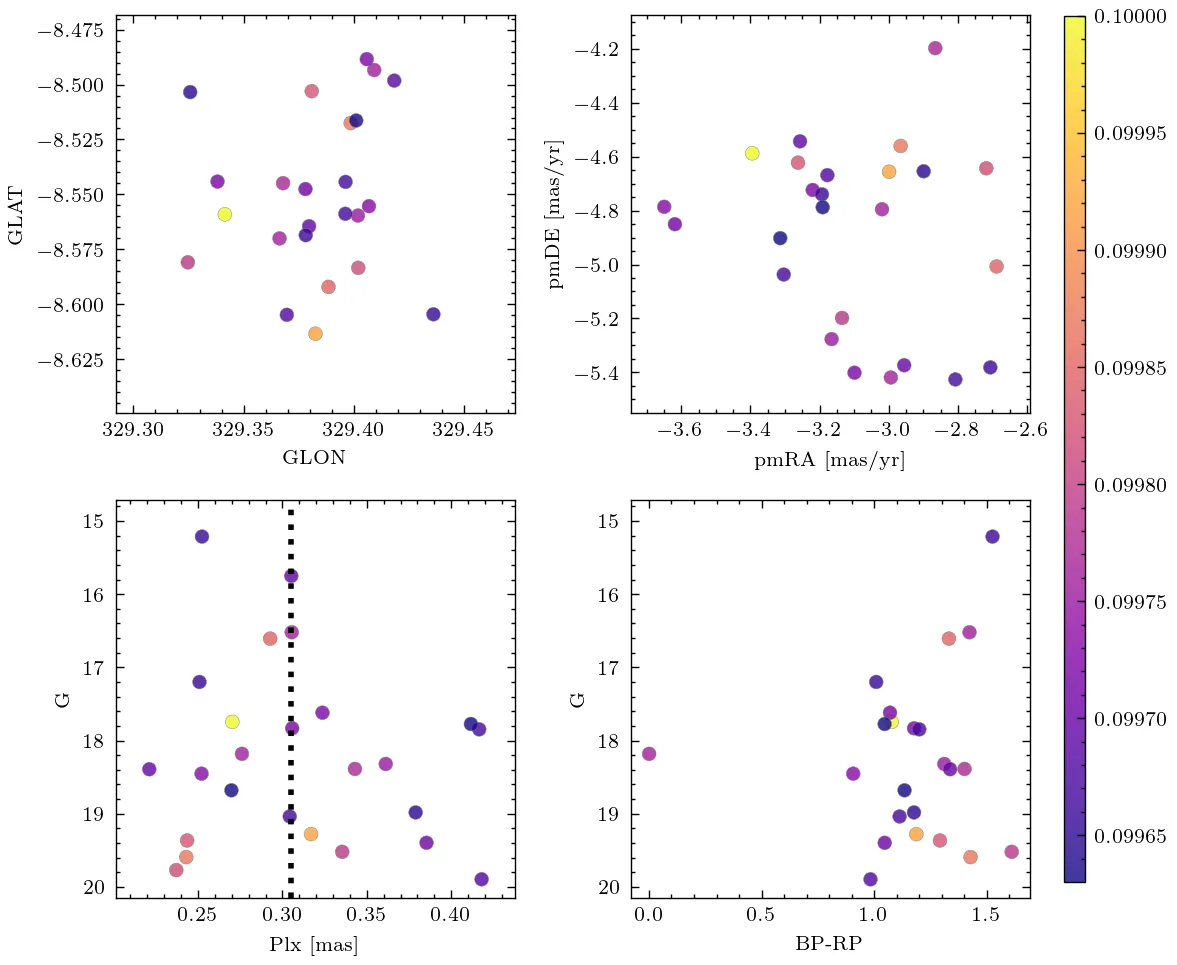 −8.475
−8.500
−8.525
−8.550
−8.575
−8.600
−8.625
GLAT
329.30 329.35 329.40 329.45
GLON
−4.2
−4.4
−4.6
−4.8
−5.0
−5.2
−5.4
pmDE [mas/yr]
−3.6 −3.4 −3.2 −3.0 −2.8 −2.6
pmRA [mas/yr]
15
16
17
18
19
20
G
0.25 0.30 0.35 0.40
Plx [mas]
15
16
17
18
19
20
G
0.0 0.5 1.0 1.5
BP-RP
0.10000
0.09995
0.09990
0.09985
0.09980
0.09975
0.09970
0.09965